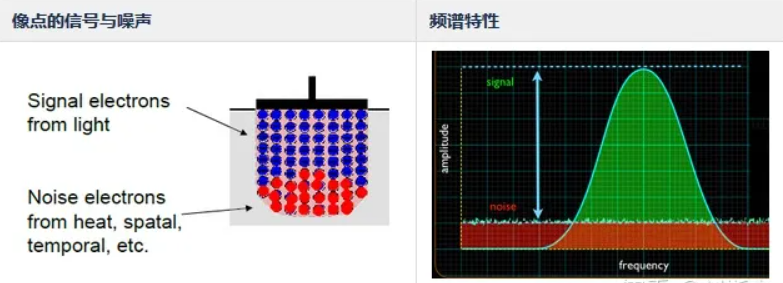 像点的信号与噪声
频谱特性
Signal electrons
from light
Noise electrons
from heat, spatal,
temporal, etc.
signal
amplitude
noise
frequency